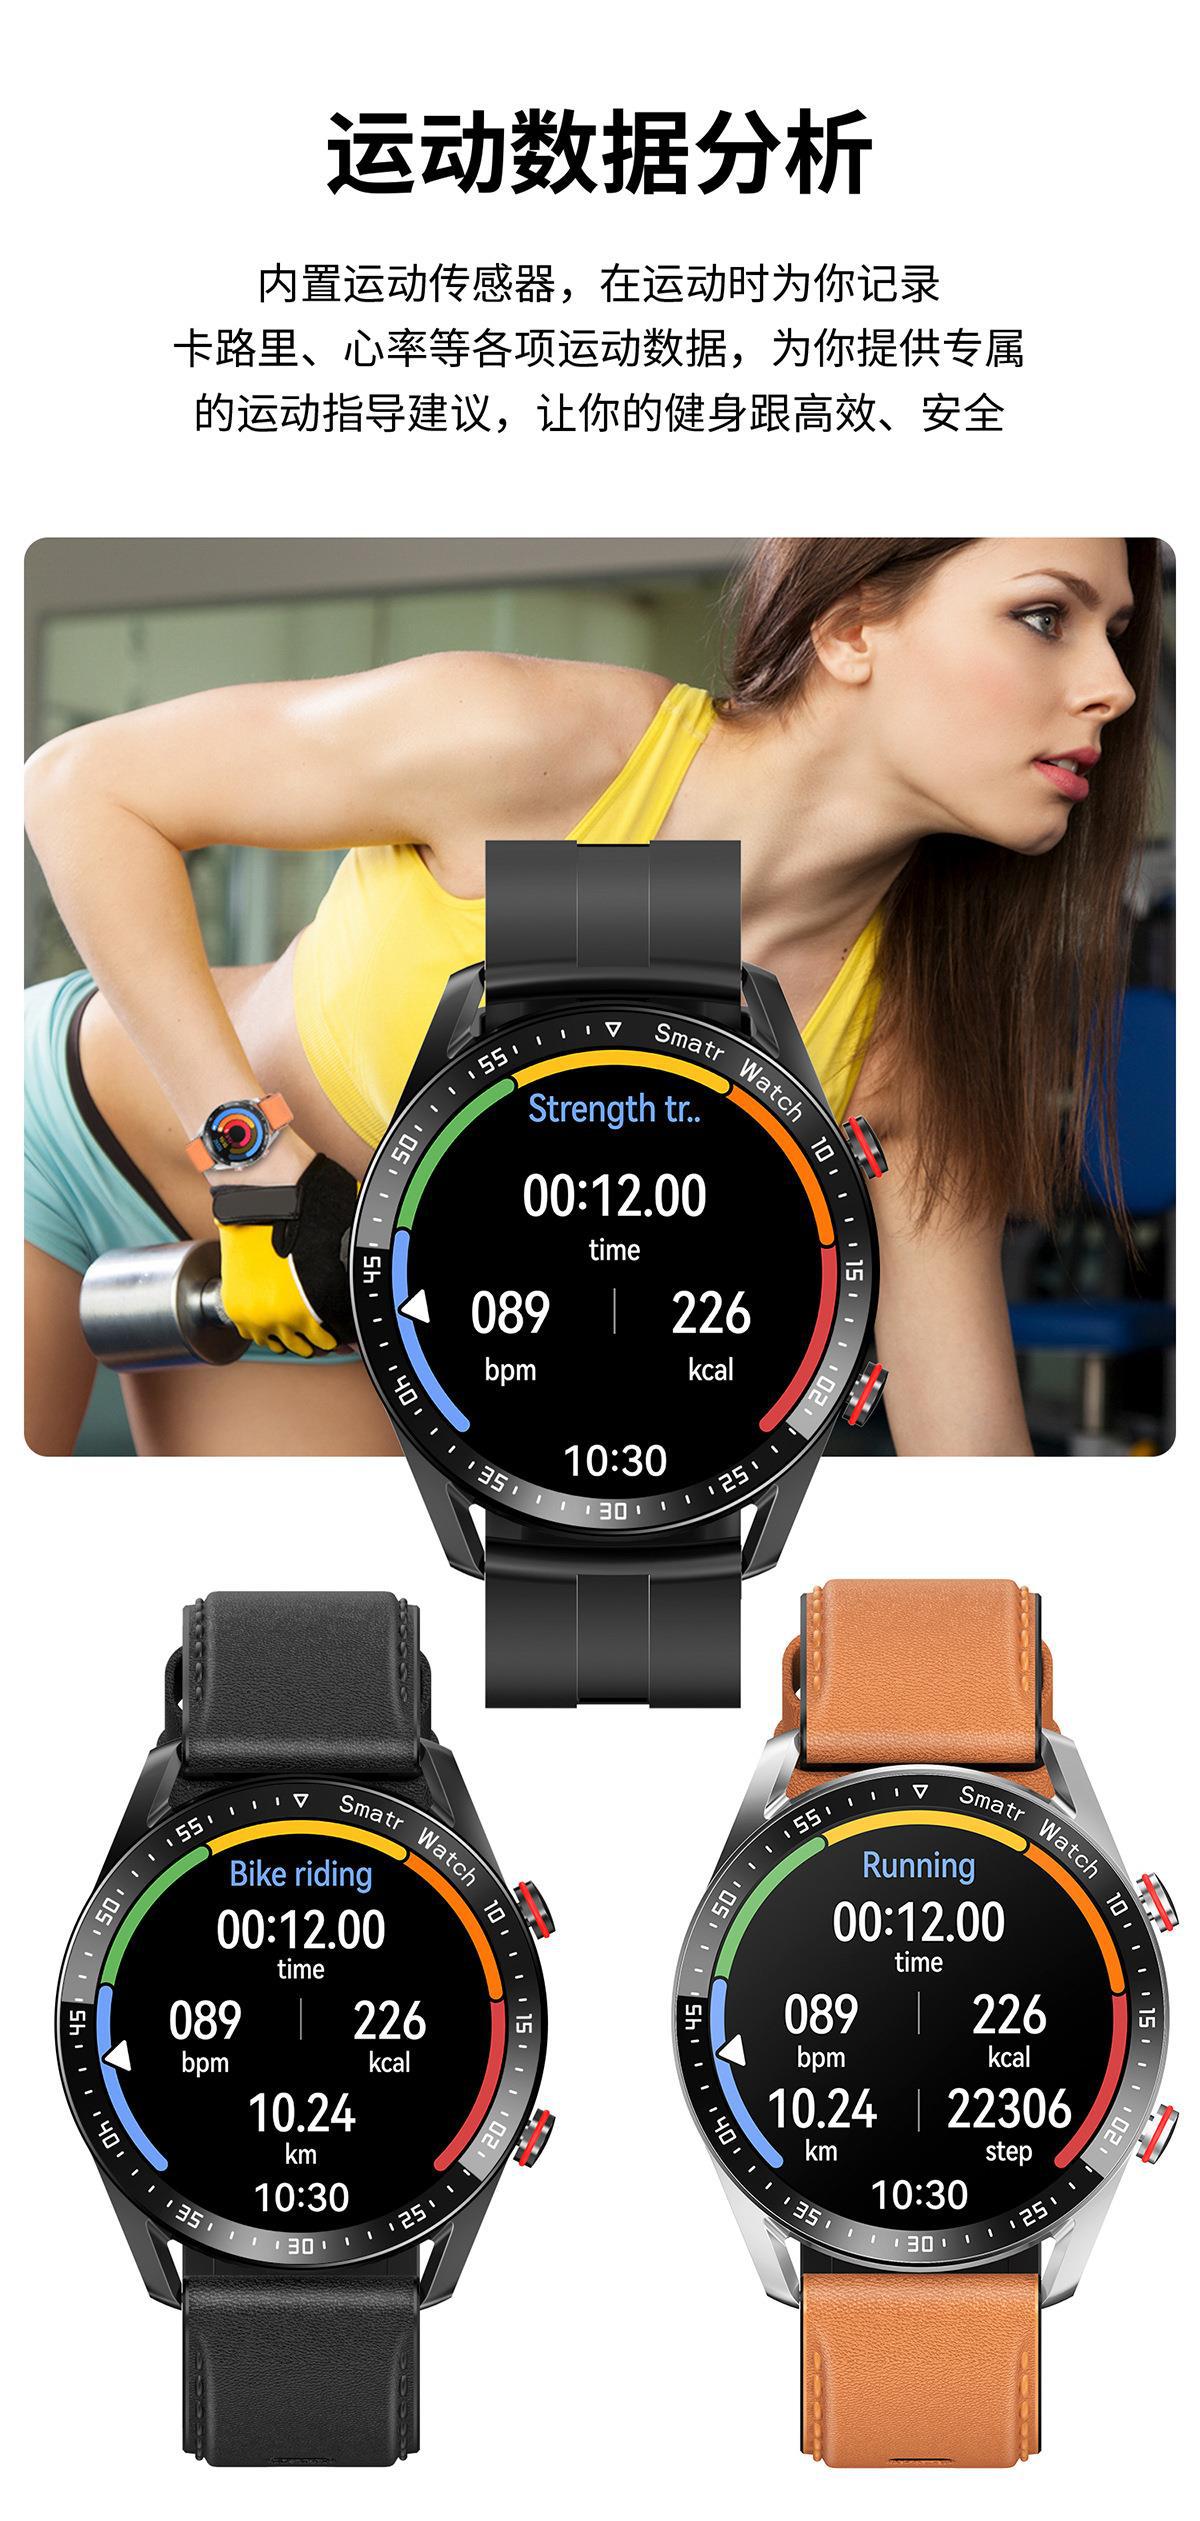 运动数据分析
内置运动传感器，在运动时为你记录
卡路里、心率等各项运动数据，为你提供专属
的运动指导建议，让你的健身跟高效、安全
Smatr Watch
55
50
45
40
35
30
25
20
15
10
Strength tr..
00:12.00
time
089 226
bpm kcal
10:30
Smatr Watch
55
50
45
40
35
30
25
20
15
10
Bike riding
00:12.00
time
089 226
bpm kcal
10.24
km
10:30
Smatr Watch
55
50
45
40
35
30
25
20
15
10
Running
00:12.00
time
089 226
bpm kcal
10.24 22306
km step
10:30